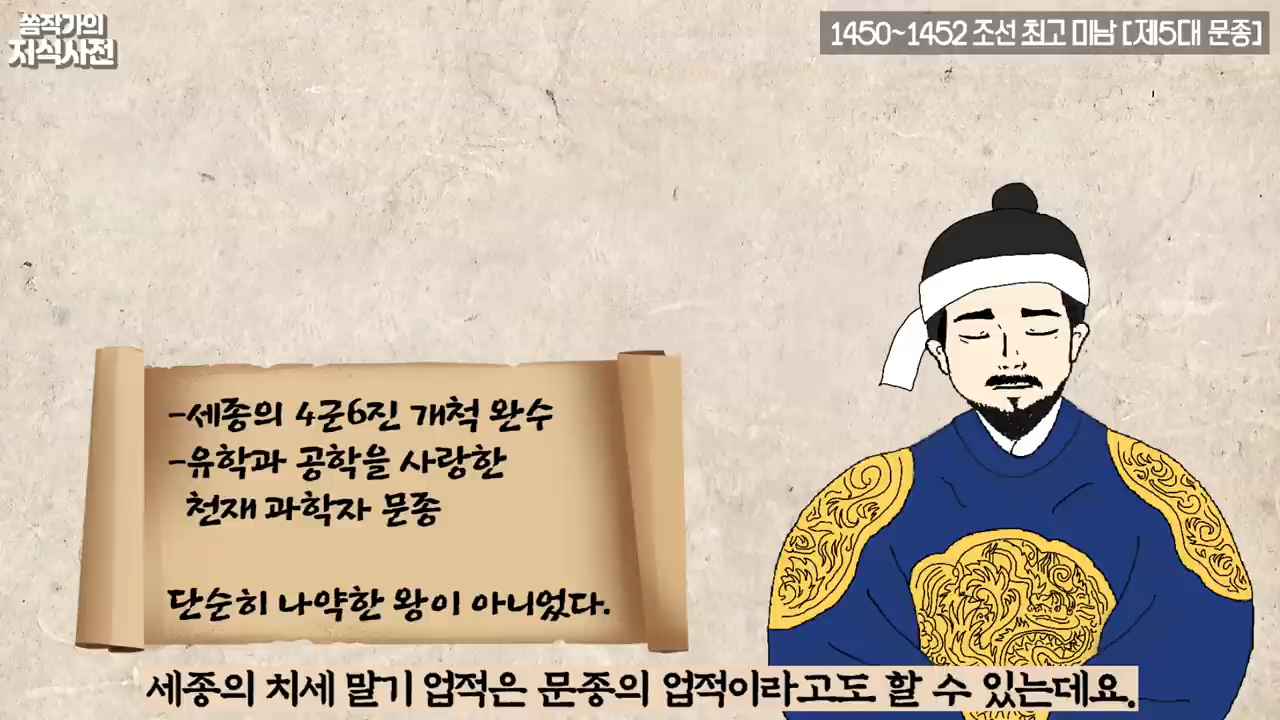 쏨작가의
지식사전
1450~1452 조선 최고 미남 [제5대 문종]
-세종의 4군6진 개척 완수
-유학과 공학을 사랑한
천재 과학자 문종
단순히 나약한 왕이 아니었다.
세종의 치세 말기 업적은 문종의 업적이라고도 할 수 있는데요.